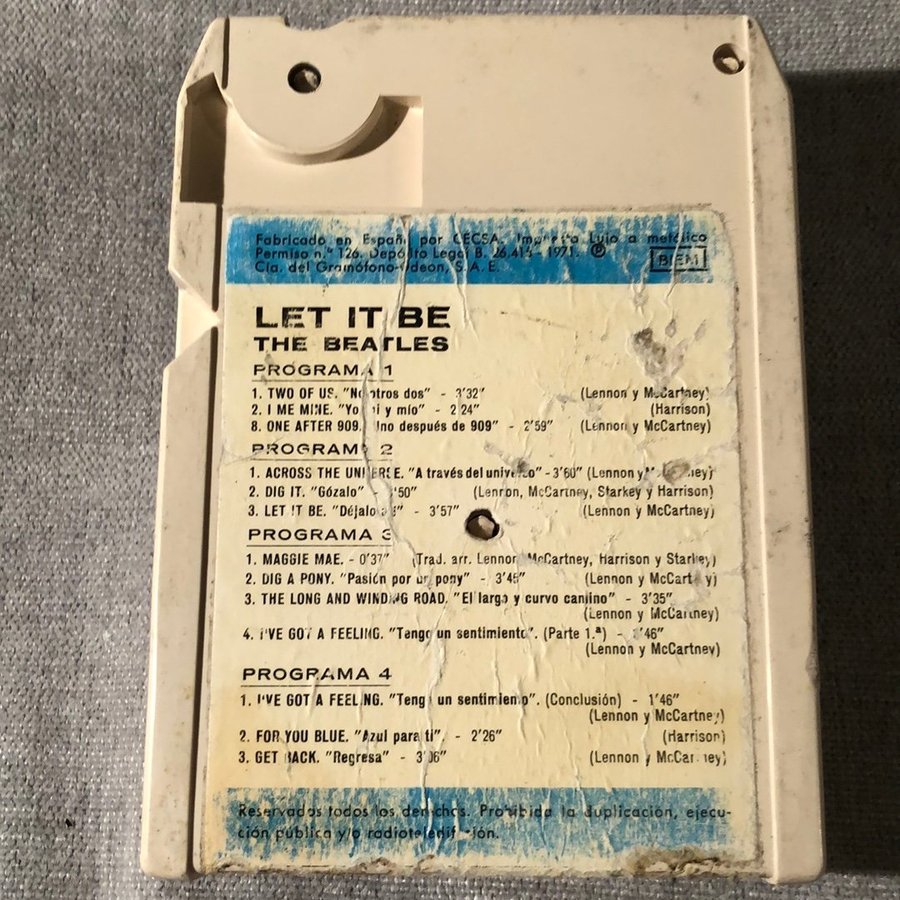 Fabricado en España por CECSA. Impresta Lujo a metálico
Permiso n.º 126. Depósito Legal B. 26.415 - 1971. Ⓟ BIEM
Cía. del Gramófono-Odeon, S.A.E.
LET IT BE
THE BEATLES
PROGRAMA 1
1. TWO OF US. "Nosotros dos" - 3'32" (Lennon y McCartney)
2. I ME MINE. "Yo, mi y mío" - 2'24" (Harrison)
8. ONE AFTER 909. "Uno después de 909" - 2'59" (Lennon y McCartney)
PROGRAMA 2
1. ACROSS THE UNIVERSE. "A través del universo" - 3'60" (Lennon y McCartney)
2. DIG IT. "Gózalo" - '50" (Lennon, McCartney, Starkey y Harrison)
3. LET IT BE. "Déjalo así" - 3'57" (Lennon y McCartney)
PROGRAMA 3
1. MAGGIE MAE. - 0'37" (Trad. arr. Lennon, McCartney, Harrison y Starkey)
2. DIG A PONY. "Pasión por un pony" - 3'45" (Lennon y McCartney)
3. THE LONG AND WINDING ROAD. "El largo y curvo camino" - 3'35"
(Lennon y McCartney)
4. I'VE GOT A FEELING. "Tengo un sentimiento". (Parte 1.ª) - 1'46"
(Lennon y McCartney)
PROGRAMA 4
1. I'VE GOT A FEELING. "Tengo un sentimiento". (Conclusión) - 1'46"
(Lennon y McCartney)
2. FOR YOU BLUE. "Azul para ti". - 2'26" (Harrison)
3. GET BACK. "Regresa" - 3'06" (Lennon y McCartney)
Reservados todos los derechos. Prohibida la duplicación, ejecu-
ción pública y/o radioteledifusión.